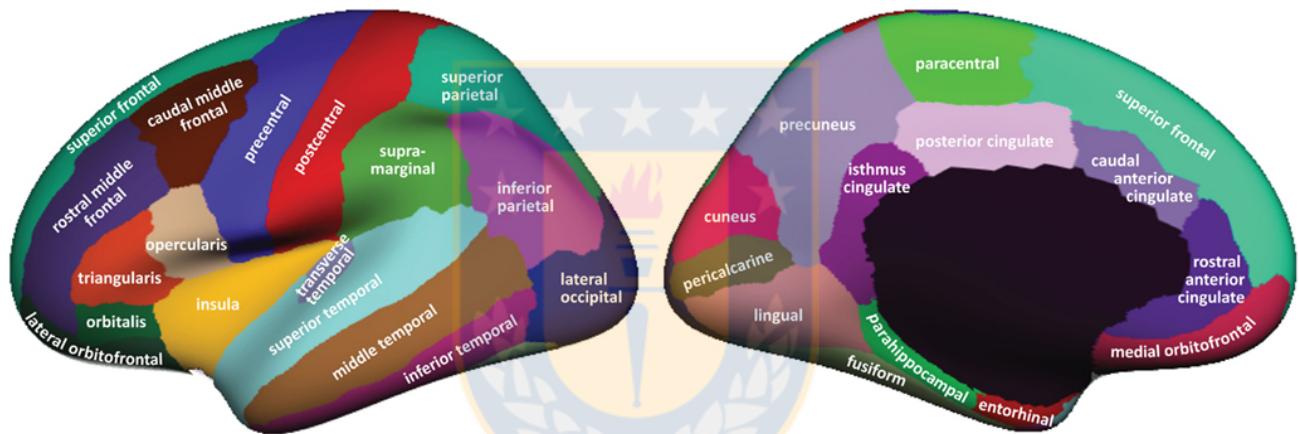 superior frontal
caudal middle
frontal
rostral middle
frontal
precentral
postcentral
superior
parietal
supra-
marginal
inferior
parietal
opercularis
triangularis
orbitalis
lateral orbitofrontal
insula
transverse
temporal
superior temporal
middle temporal
inferior temporal
lateral
occipital
paracentral
superior frontal
precuneus
posterior cingulate
isthmus
cingulate
caudal
anterior
cingulate
cuneus
pericalcarine
lingual
rostral
anterior
cingulate
medial orbitofrontal
parahippocampal
fusiform
entorhinal